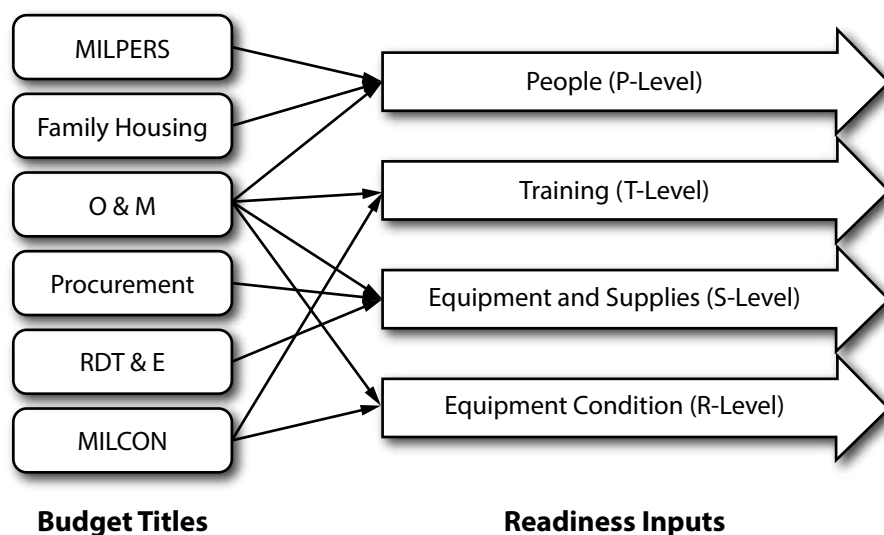 MILPERS
Family Housing
O & M
Procurement
RDT & E
MILCON
Budget Titles
People (P-Level)
Training (T-Level)
Equipment and Supplies (S-Level)
Equipment Condition (R-Level)
Readiness Inputs